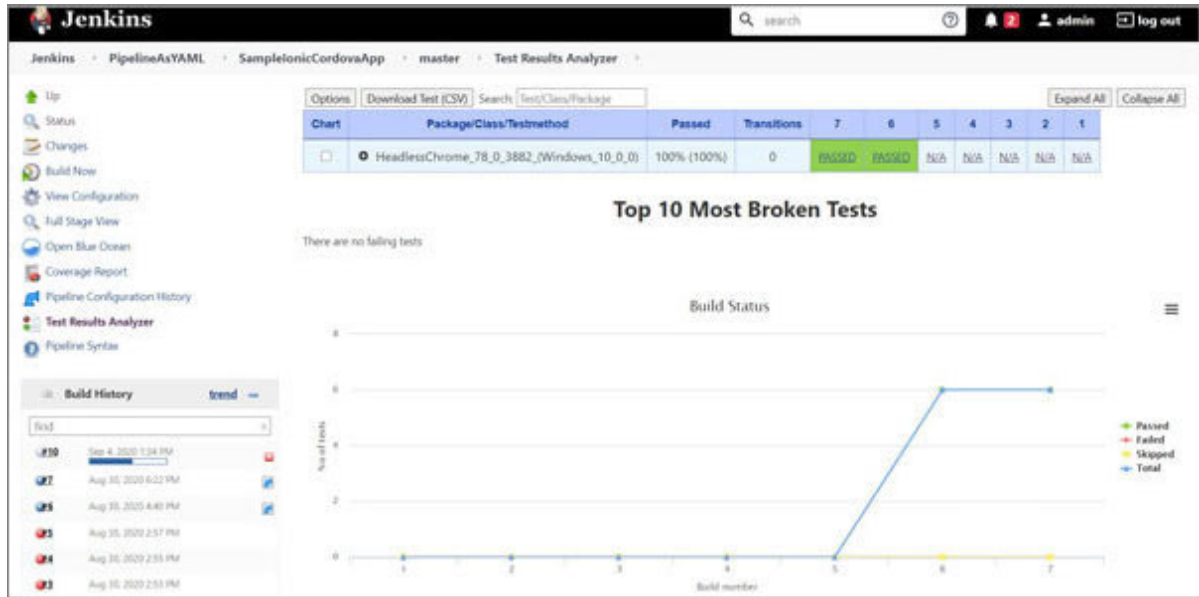 Jenkins
search
2
admin
log out
Jenkins
PipelineAsYAML
SampleIonicCordovaApp
master
Test Results Analyzer
Up
Status
Changes
Build Now
View Configuration
Full Stage View
Open Blue Ocean
Coverage Report
Pipeline Configuration History
Test Results Analyzer
Pipeline Syntax
Build History trend
find
#10 Sep 4, 2020 1:34 PM
#7 Aug 30, 2020 6:22 PM
#6 Aug 30, 2020 4:40 PM
#5 Aug 30, 2020 2:57 PM
#4 Aug 30, 2020 2:55 PM
#3 Aug 30, 2020 2:53 PM
Options Download Test (CSV) Search: Test/Class/Package Expand All Collapse All
Chart Package/Class/Testmethod Passed Transitions 7 6 5 4 3 2 1
HeadlessChrome_78_0_3882_(Windows_10_0_0) 100% (100%) 0 PASSED PASSED N/A N/A N/A N/A N/A
Top 10 Most Broken Tests
There are no failing tests
Build Status
8
6
4
2
0
No of tests
1 2 3 4 5 6 7
Build number
Passed
Failed
Skipped
Total